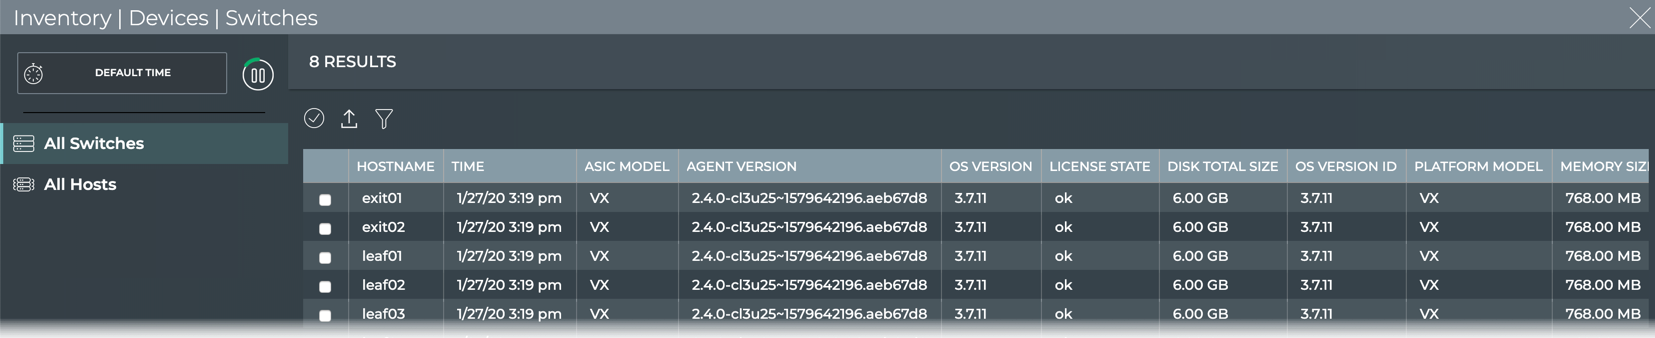 Inventory | Devices | Switches
DEFAULT TIME
8 RESULTS
All Switches
All Hosts
HOSTNAME TIME ASIC MODEL AGENT VERSION OS VERSION LICENSE STATE DISK TOTAL SIZE OS VERSION ID PLATFORM MODEL MEMORY SIZ
exit01 1/27/20 3:19 pm VX 2.4.0-cl3u25~1579642196.aeb67d8 3.7.11 ok 6.00 GB 3.7.11 VX 768.00 MB
exit02 1/27/20 3:19 pm VX 2.4.0-cl3u25~1579642196.aeb67d8 3.7.11 ok 6.00 GB 3.7.11 VX 768.00 MB
leaf01 1/27/20 3:19 pm VX 2.4.0-cl3u25~1579642196.aeb67d8 3.7.11 ok 6.00 GB 3.7.11 VX 768.00 MB
leaf02 1/27/20 3:19 pm VX 2.4.0-cl3u25~1579642196.aeb67d8 3.7.11 ok 6.00 GB 3.7.11 VX 768.00 MB
leaf03 1/27/20 3:19 pm VX 2.4.0-cl3u25~1579642196.aeb67d8 3.7.11 ok 6.00 GB 3.7.11 VX 768.00 MB